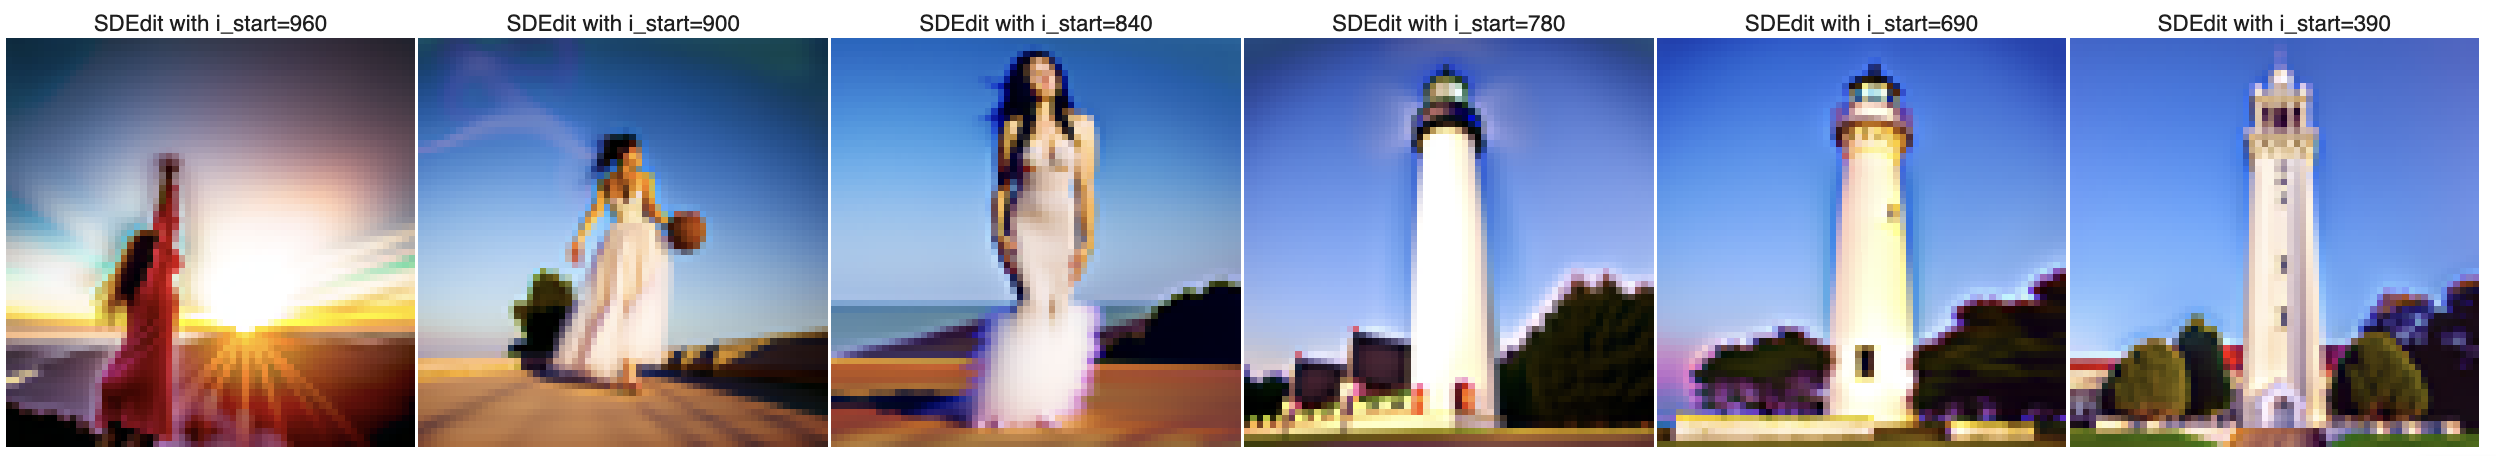 SDEdit with i_start=960
SDEdit with i_start=900
SDEdit with i_start=840
SDEdit with i_start=780
SDEdit with i_start=690
SDEdit with i_start=390